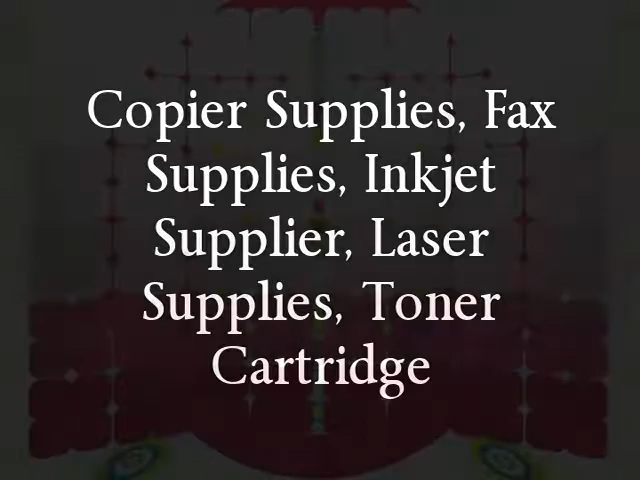 Copier Supplies, Fax
Supplies, Inkjet
Supplier, Laser
Supplies, Toner
Cartridge